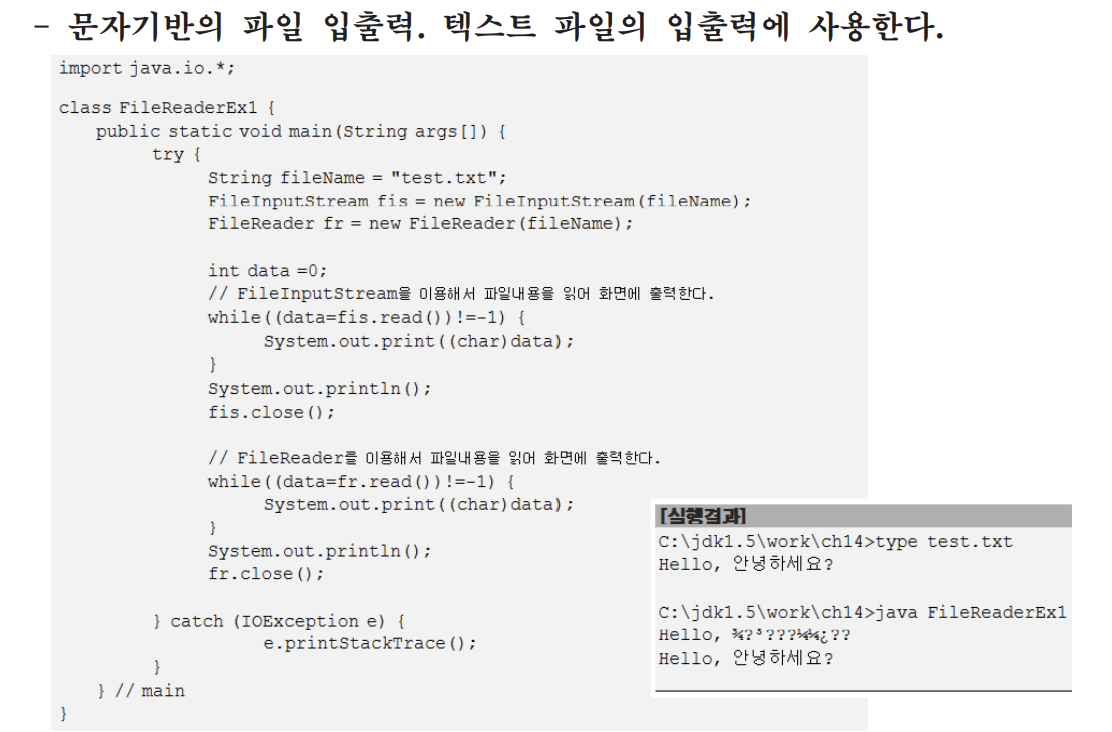 - 문자기반의 파일 입출력. 텍스트 파일의 입출력에 사용한다.
import java.io.*;
class FileReaderEx1 {
public static void main(String args[]) {
try {
String fileName = "test.txt";
FileInputStream fis = new FileInputStream(fileName);
FileReader fr = new FileReader(fileName);
int data =0;
// FileInputStream을 이용해서 파일내용을 읽어 화면에 출력한다.
while((data=fis.read())!=-1) {
System.out.print((char)data);
}
System.out.println();
fis.close();
// FileReader를 이용해서 파일내용을 읽어 화면에 출력한다.
while((data=fr.read())!=-1) {
System.out.print((char)data);
}
System.out.println();
fr.close();
} catch (IOException e) {
e.printStackTrace();
}
} // main
}
[실행결과]
C:\jdk1.5\work\ch14>type test.txt
Hello, 안녕하세요?
C:\jdk1.5\work\ch14>java FileReaderEx1
Hello, ¾?³???¼¼¿??
Hello, 안녕하세요?